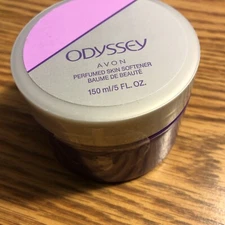 ODYSSEY
AVON
PERFUMED SKIN SOFTENER
BAUME DE BEAUTÉ
150 ml/5 FL. OZ.